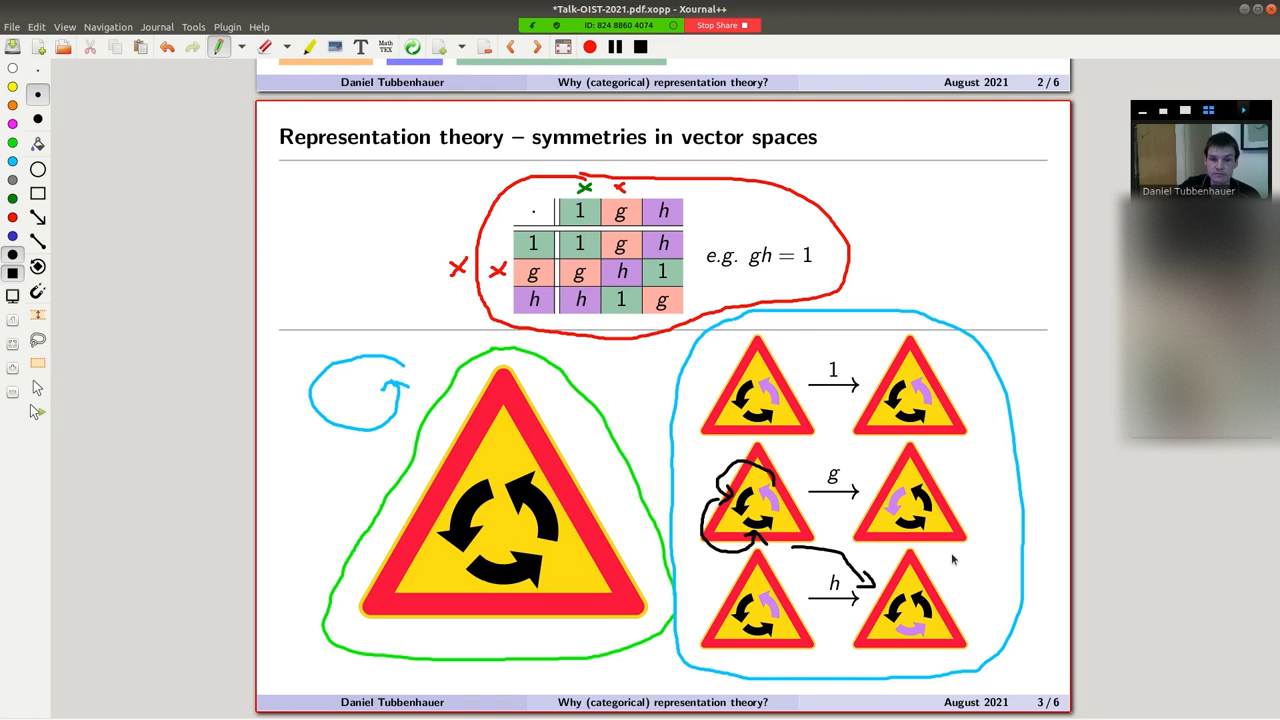 *Talk-OIST-2021.pdf.xopp - Xournal++
File Edit View Navigation Journal Tools Plugin Help
ID: 824 8860 4074 Stop Share
T Math TEX
Daniel Tubbenhauer Why (categorical) representation theory? August 2021 2 / 6
Representation theory – symmetries in vector spaces
x x
· 1 g h
1 1 g h
x x g g h 1
h h 1 g
e.g. gh = 1
1
g
h
Daniel Tubbenhauer Why (categorical) representation theory? August 2021 3 / 6
Daniel Tubbenhauer